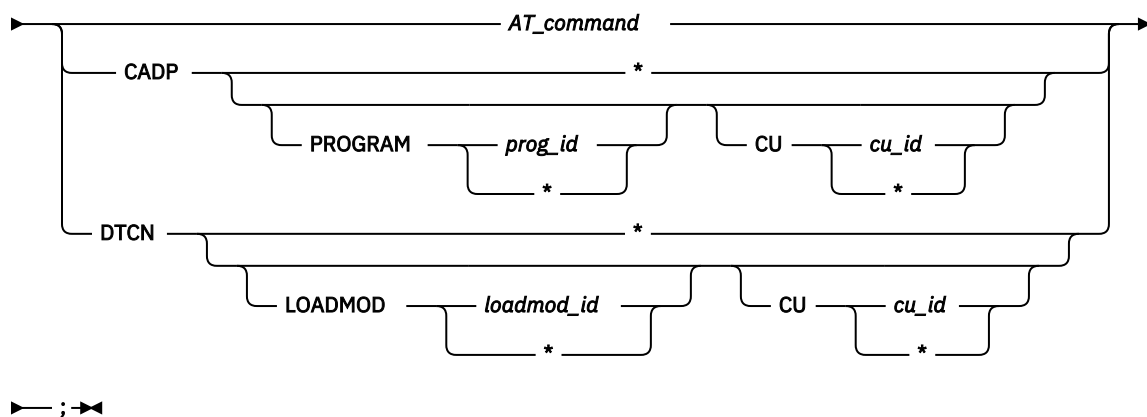 AT_command
CADP *
PROGRAM prog_id CU cu_id
* *
DTCN *
LOADMOD loadmod_id CU cu_id
* *
;